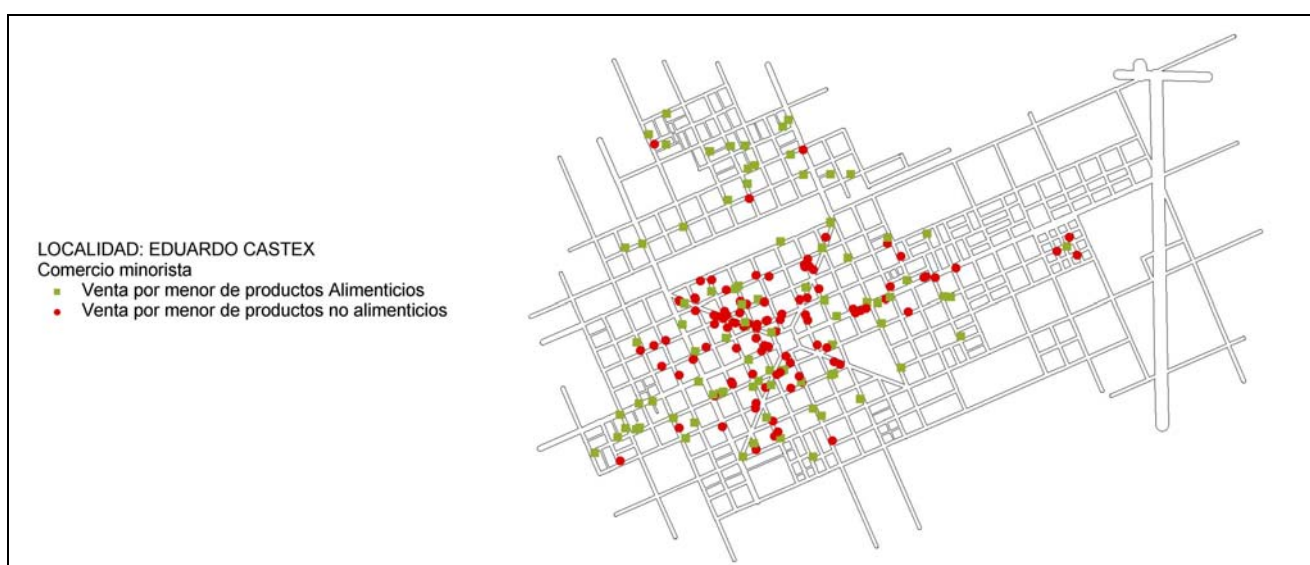 LOCALIDAD: EDUARDO CASTEX
Comercio minorista
Venta por menor de productos Alimenticios
Venta por menor de productos no alimenticios